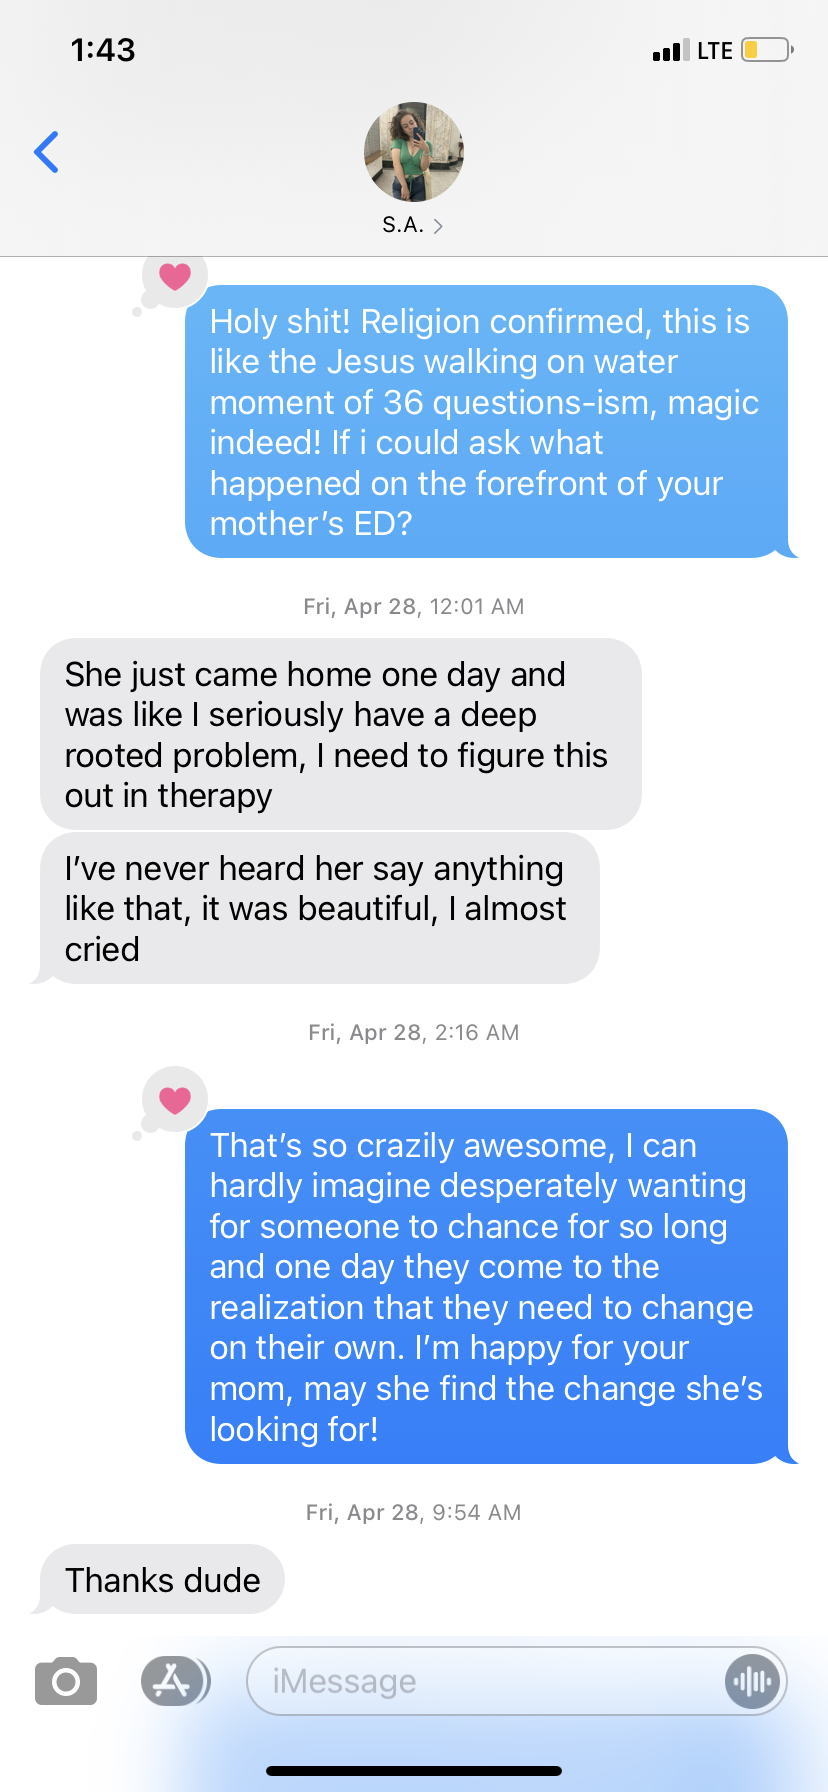 1:43
LTE
S.A.
Holy shit! Religion confirmed, this is
like the Jesus walking on water
moment of 36 questions-ism, magic
indeed! If i could ask what
happened on the forefront of your
mother's ED?
Fri, Apr 28, 12:01 AM
She just came home one day and
was like I seriously have a deep
rooted problem, I need to figure this
out in therapy
I've never heard her say anything
like that, it was beautiful, I almost
cried
Fri, Apr 28, 2:16 AM
That's so crazily awesome, I can
hardly imagine desperately wanting
for someone to chance for so long
and one day they come to the
realization that they need to change
on their own. I'm happy for your
mom, may she find the change she's
looking for!
Fri, Apr 28, 9:54 AM
Thanks dude
iMessage